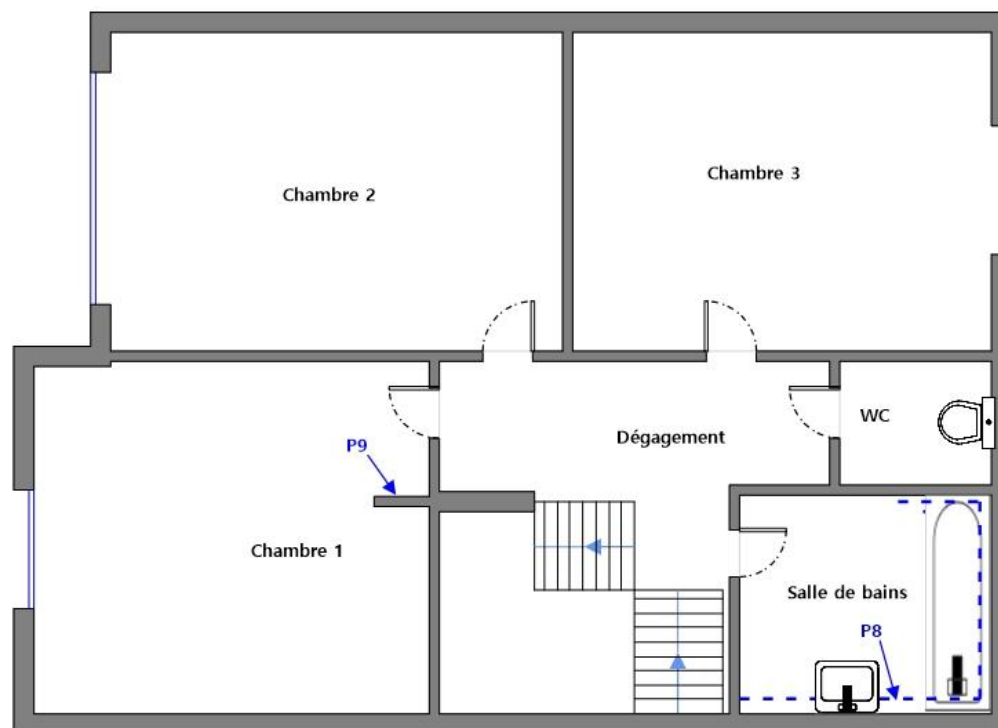 Chambre 2
Chambre 3
WC
Dégagement
P9
Chambre 1
Salle de bains
P8